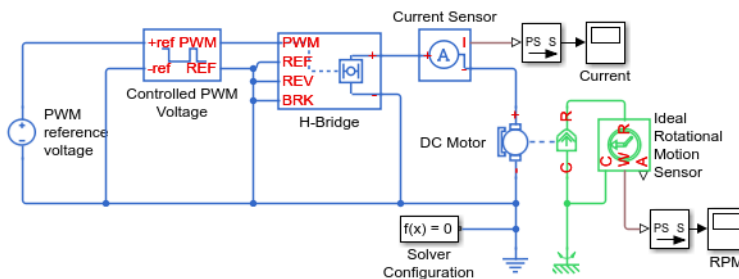 Current Sensor
+ref PWM
-ref REF
Controlled PWM
Voltage
PWM
REF
REV
BRK
+
-
H-Bridge
+
A
I
-
PS S
Current
PWM
reference
voltage
+
-
DC Motor
+
-
R
C
R
C W A
Ideal
Rotational
Motion
Sensor
f(x) = 0
Solver
Configuration
PS S
RPM